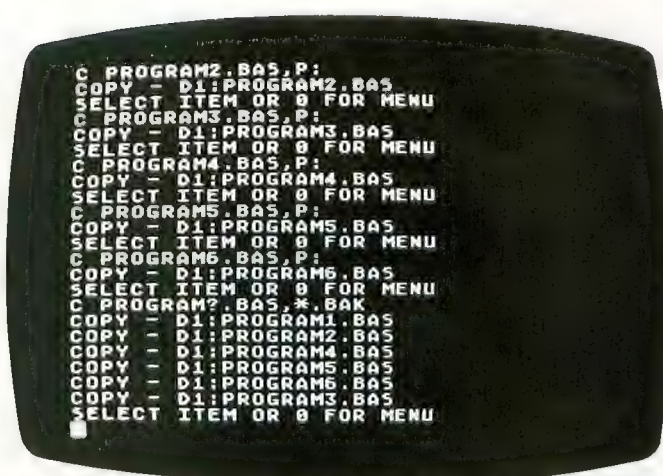 C PROGRAM2.BAS,P:
COPY - D1:PROGRAM2.BAS
SELECT ITEM OR 0 FOR MENU
C PROGRAM3.BAS,P:
COPY - D1:PROGRAM3.BAS
SELECT ITEM OR 0 FOR MENU
C PROGRAM4.BAS,P:
COPY - D1:PROGRAM4.BAS
SELECT ITEM OR 0 FOR MENU
C PROGRAM5.BAS,P:
COPY - D1:PROGRAM5.BAS
SELECT ITEM OR 0 FOR MENU
C PROGRAM6.BAS,P:
COPY - D1:PROGRAM6.BAS
SELECT ITEM OR 0 FOR MENU
C PROGRAM?.BAS,*.BAK
COPY - D1:PROGRAM1.BAS
COPY - D1:PROGRAM2.BAS
COPY - D1:PROGRAM4.BAS
COPY - D1:PROGRAM5.BAS
COPY - D1:PROGRAM6.BAS
COPY - D1:PROGRAM3.BAS
SELECT ITEM OR 0 FOR MENU